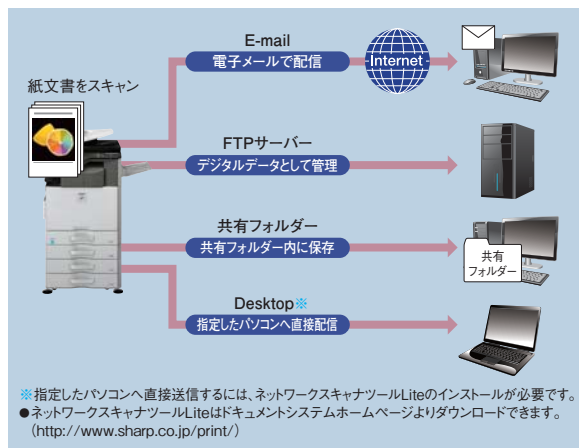 E-mail
電子メールで配信
Internet
紙文書をスキャン
FTPサーバー
デジタルデータとして管理
共有フォルダー
共有フォルダー内に保存
共有
フォルダー
Desktop※
指定したパソコンへ直接配信
※指定したパソコンへ直接送信するには、ネットワークスキャナツールLiteのインストールが必要です。
●ネットワークスキャナツールLiteはドキュメントシステムホームページよりダウンロードできます。
（http://www.sharp.co.jp/print/）